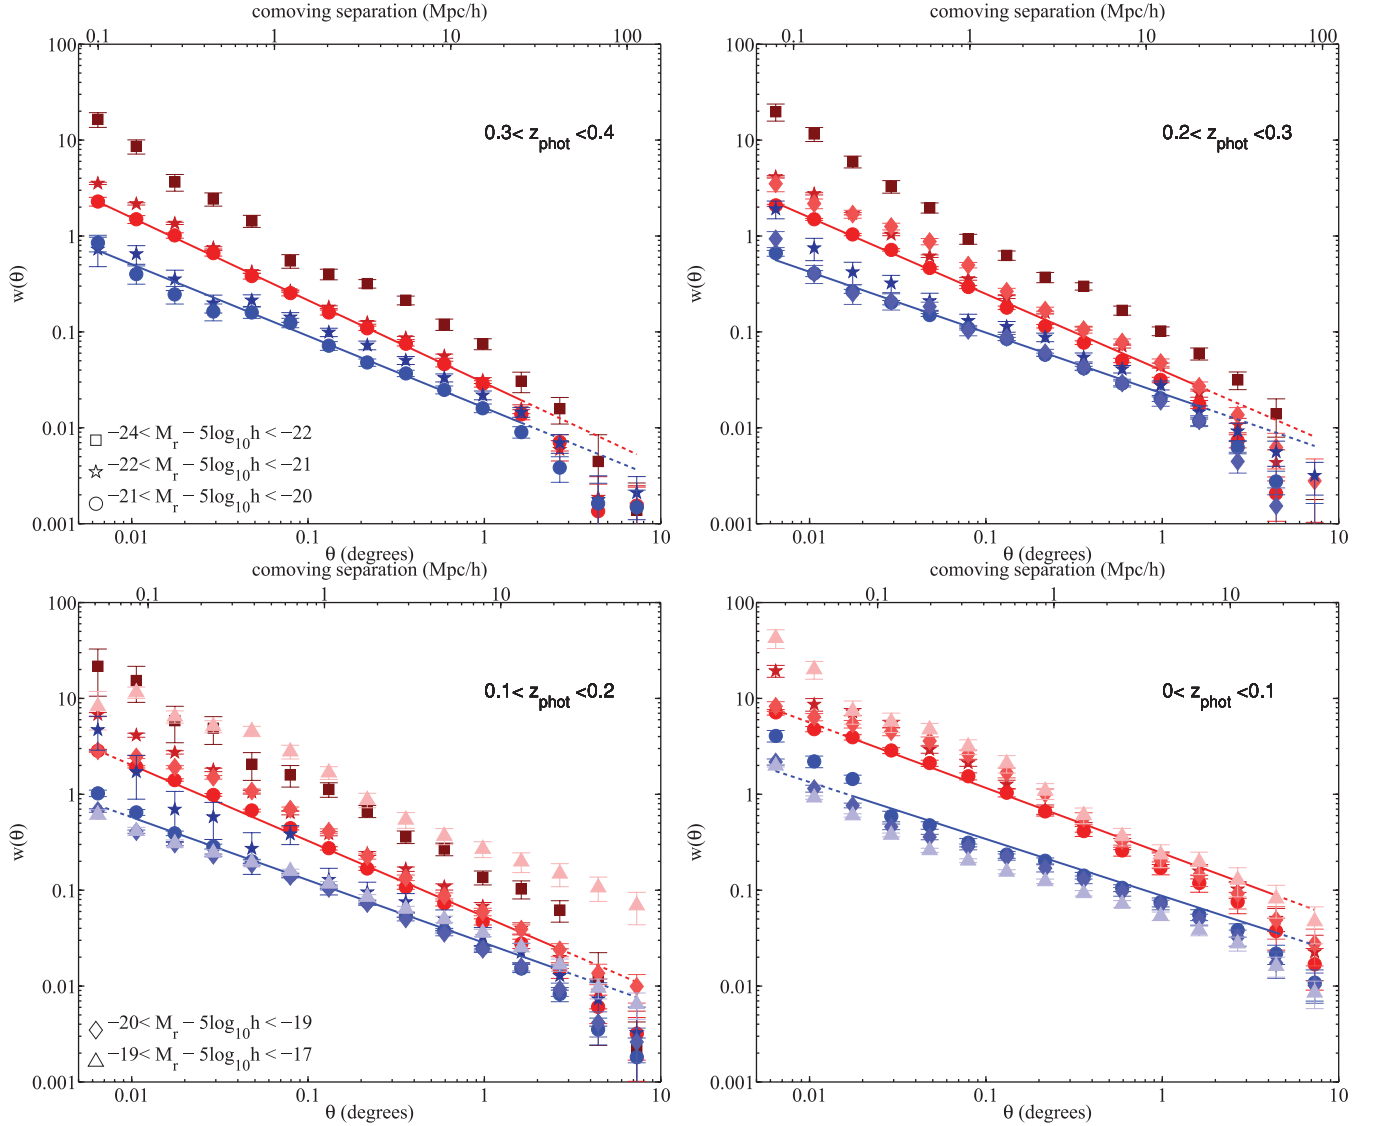 comoving separation (Mpc/h)
0.1 1 10 100
100
10
1
0.1
0.01
0.001
w(θ)
0.3< z_phot <0.4
−24< M_r − 5log_10h <−22
−22< M_r − 5log_10h <−21
−21< M_r − 5log_10h <−20
0.01 0.1 1 10
θ (degrees)
comoving separation (Mpc/h)
0.1 1 10 100
100
10
1
0.1
0.01
0.001
w(θ)
0.2< z_phot <0.3
0.01 0.1 1 10
θ (degrees)
comoving separation (Mpc/h)
0.1 1 10
100
10
1
0.1
0.01
0.001
w(θ)
0.1< z_phot <0.2
−20< M_r − 5log_10h <−19
−19< M_r − 5log_10h <−17
0.01 0.1 1 10
θ (degrees)
comoving separation (Mpc/h)
0.1 1 10
100
10
1
0.1
0.01
0.001
w(θ)
0< z_phot <0.1
0.01 0.1 1 10
θ (degrees)